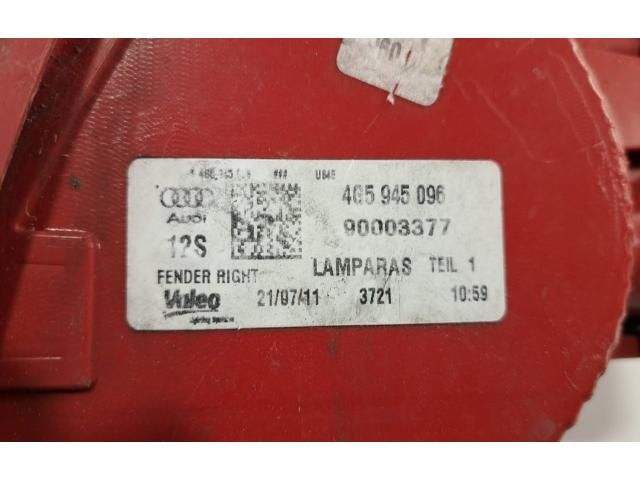 4G5 945 096
Audi
90003377
12S
FENDER RIGHT LAMPARAS TEIL 1
Valeo 21/07/11 3721 10:59